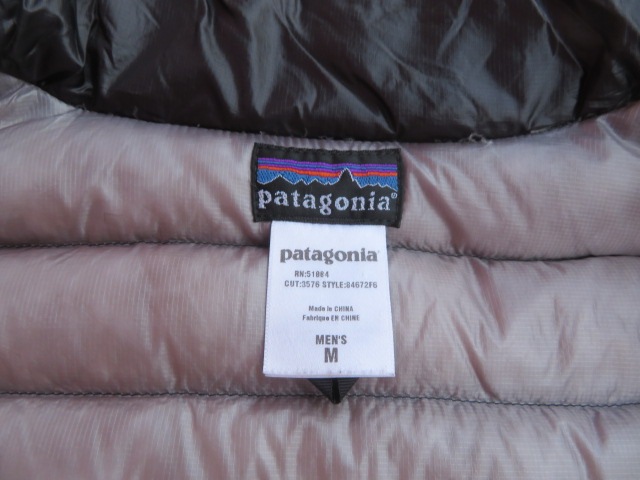 patagonia®
patagonia®
RN:51884
CUT:3576 STYLE:84672F6
Made in CHINA
Fabriqué EN CHINE
MEN'S
M